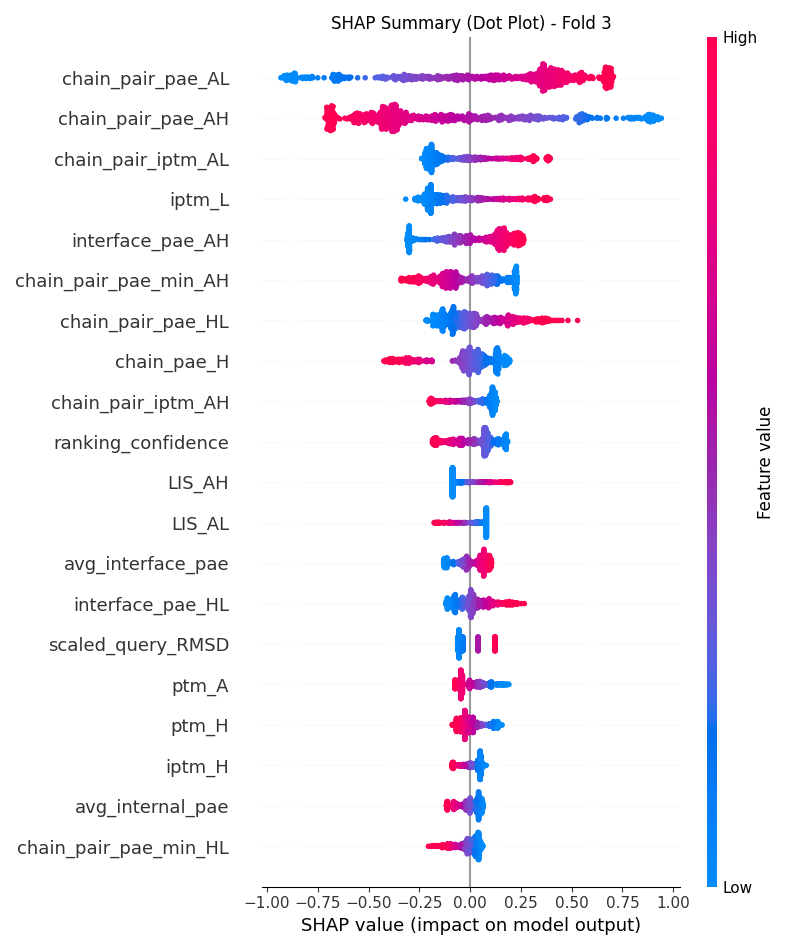 SHAP Summary (Dot Plot) - Fold 3
High
chain_pair_pae_AL
chain_pair_pae_AH
chain_pair_iptm_AL
iptm_L
interface_pae_AH
chain_pair_pae_min_AH
chain_pair_pae_HL
chain_pae_H
chain_pair_iptm_AH
ranking_confidence
LIS_AH
LIS_AL
avg_interface_pae
interface_pae_HL
scaled_query_RMSD
ptm_A
ptm_H
iptm_H
avg_internal_pae
chain_pair_pae_min_HL
Feature value
Low
−1.00 −0.75 −0.50 −0.25 0.00 0.25 0.50 0.75 1.00
SHAP value (impact on model output)